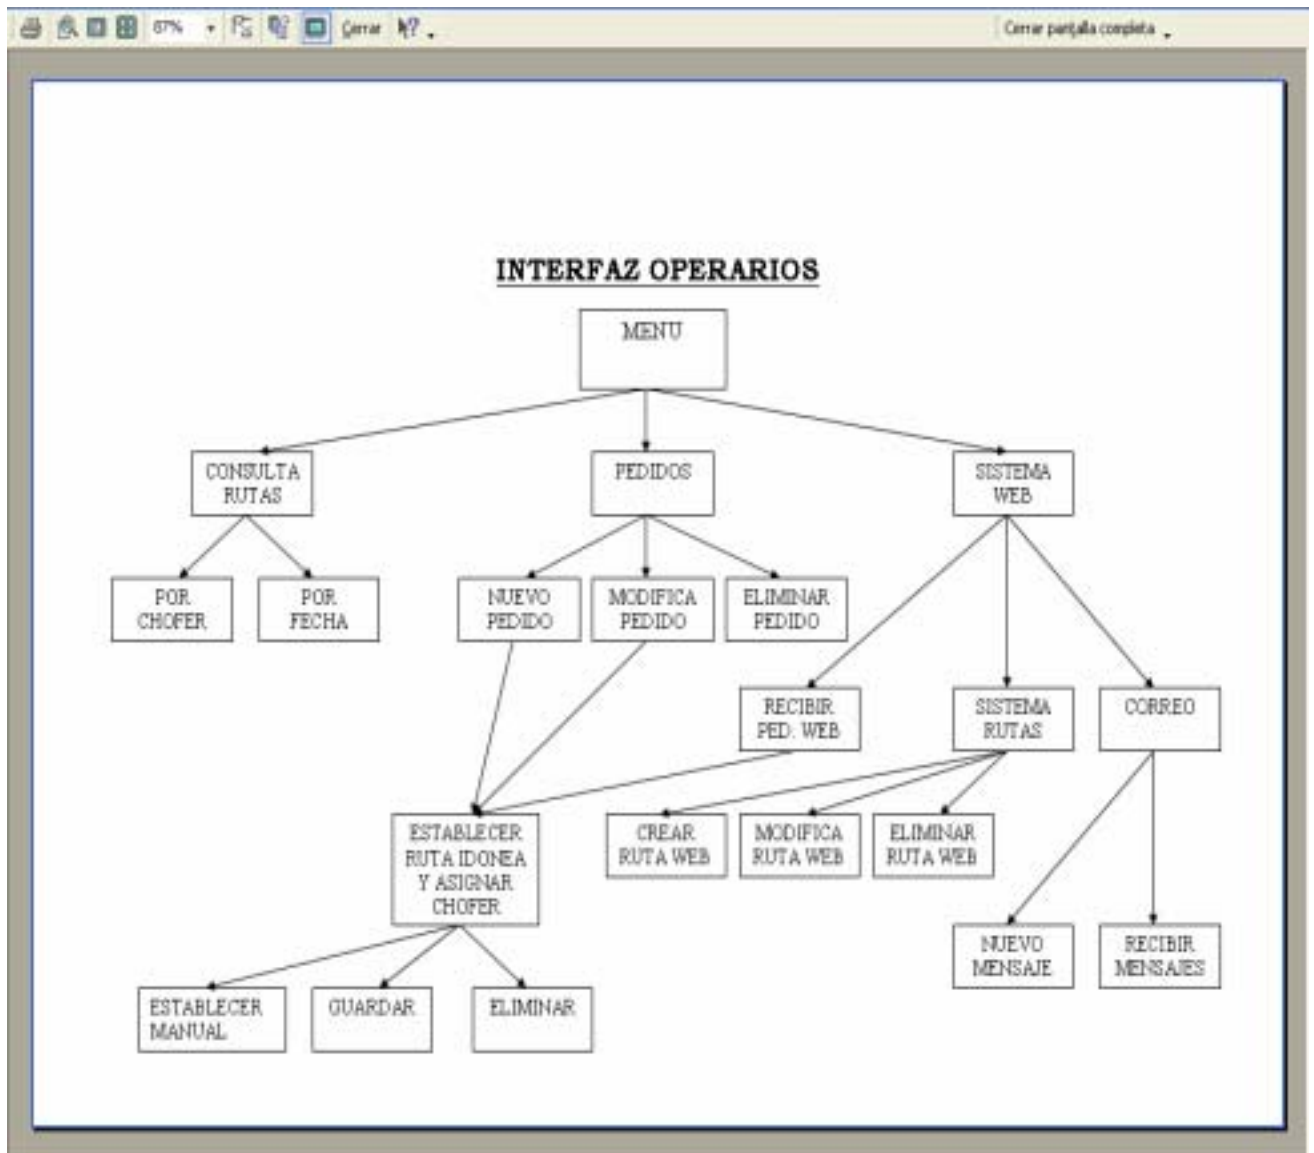 87%
Cerrar
Cerrar pantalla completa
INTERFAZ OPERARIOS
MENU
CONSULTA
RUTAS
PEDIDOS
SISTEMA
WEB
POR
CHOFER
POR
FECHA
NUEVO
PEDIDO
MODIFICA
PEDIDO
ELIMINAR
PEDIDO
RECIBIR
PED. WEB
SISTEMA
RUTAS
CORREO
ESTABLECER
RUTA IDONEA
Y ASIGNAR
CHOFER
CREAR
RUTA WEB
MODIFICA
RUTA WEB
ELIMINAR
RUTA WEB
NUEVO
MENSAJE
RECIBIR
MENSAJES
ESTABLECER
MANUAL
GUARDAR
ELIMINAR